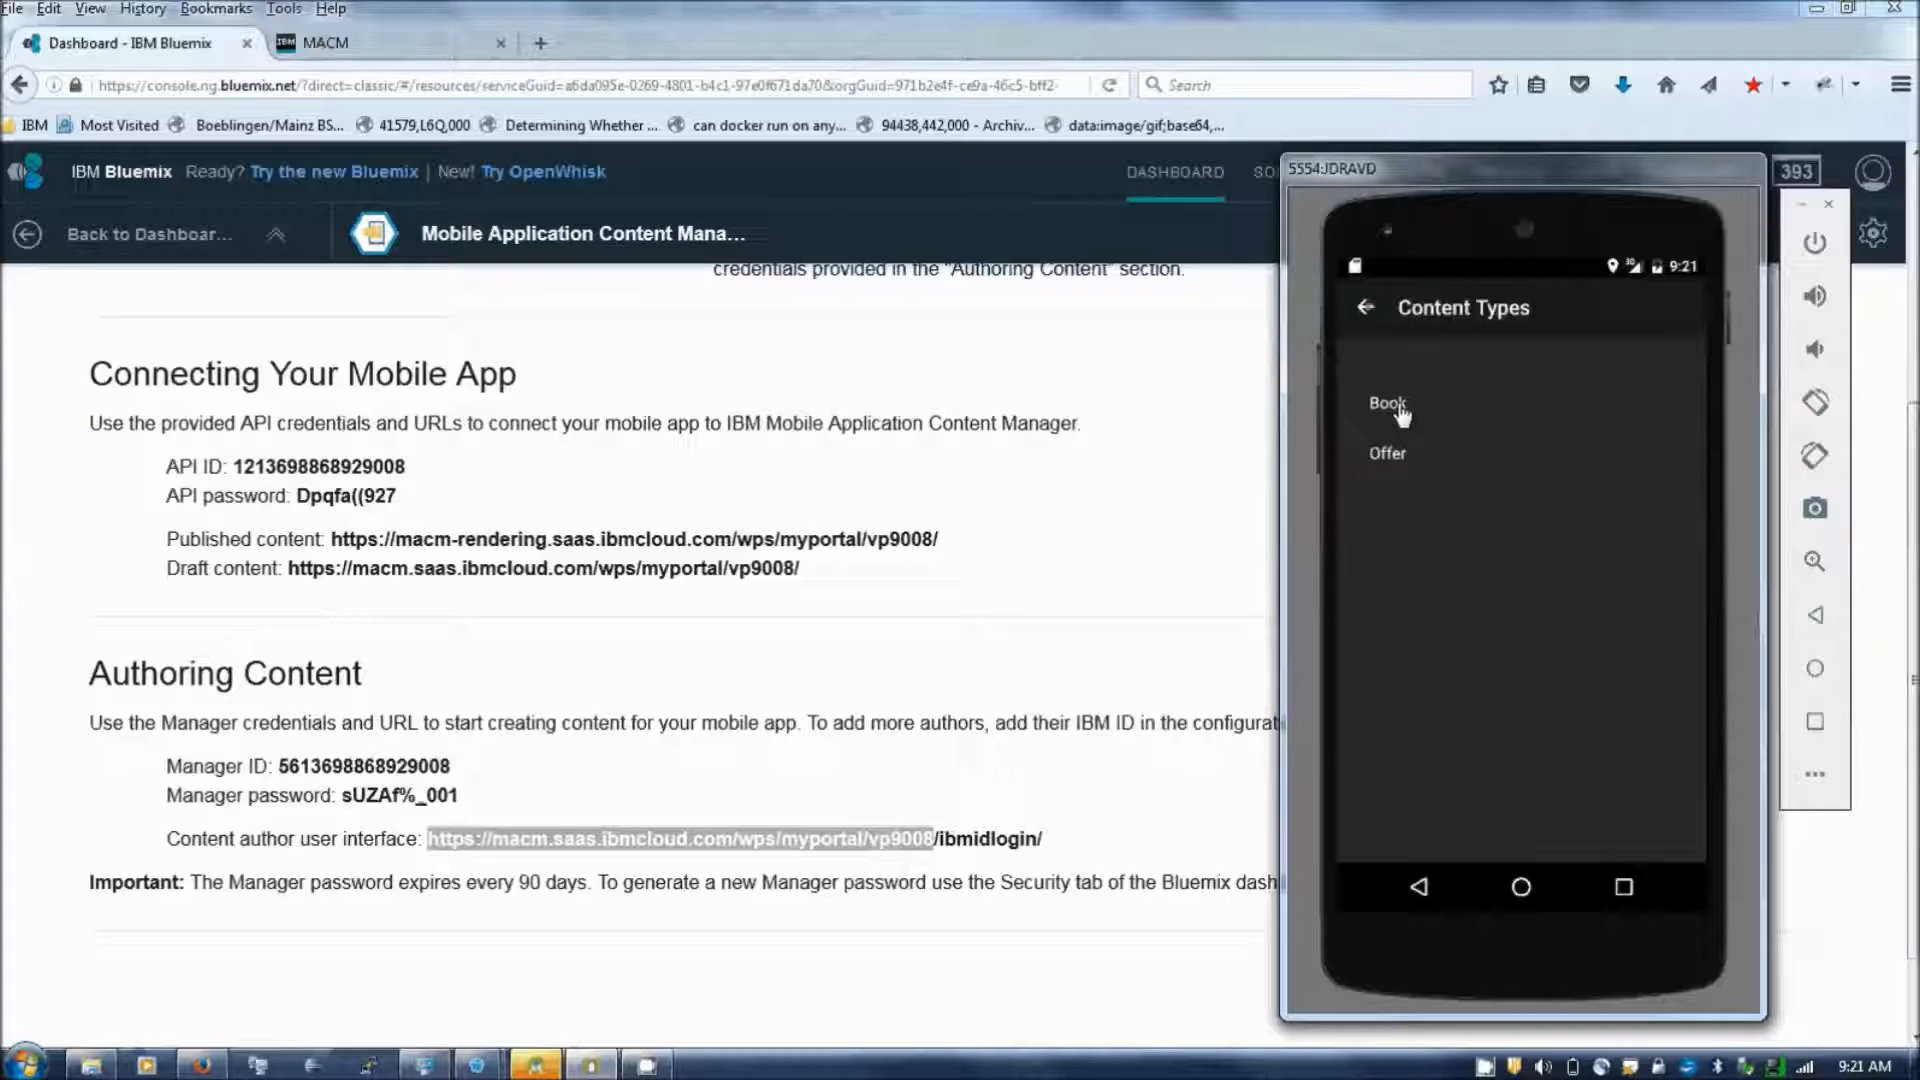 File Edit View History Bookmarks Tools Help
Dashboard - IBM Bluemix
IBM MACM
https://console.ng.bluemix.net/?direct=classic/#/resources/serviceGuid=a6da095e-0269-4801-b4c1-97e0f671da70&orgGuid=971b2e4f-ce9a-46c5-bff2-
Search
IBM Most Visited Boeblingen/Mainz BS... 41579,L6Q,000 Determining Whether ... can docker run on any... 94438,442,000 - Archiv... data:image/gif;base64,...
IBM Bluemix Ready? Try the new Bluemix | New! Try OpenWhisk
DASHBOARD SO
393
Back to Dashboar...
Mobile Application Content Mana...
credentials provided in the "Authoring Content" section.
Connecting Your Mobile App
Use the provided API credentials and URLs to connect your mobile app to IBM Mobile Application Content Manager.
API ID: 1213698868929008
API password: Dpqfa((927
Published content: https://macm-rendering.saas.ibmcloud.com/wps/myportal/vp9008/
Draft content: https://macm.saas.ibmcloud.com/wps/myportal/vp9008/
Authoring Content
Use the Manager credentials and URL to start creating content for your mobile app. To add more authors, add their IBM ID in the configurat
Manager ID: 5613698868929008
Manager password: sUZAf%_001
Content author user interface: https://macm.saas.ibmcloud.com/wps/myportal/vp9008/ibmidlogin/
Important: The Manager password expires every 90 days. To generate a new Manager password use the Security tab of the Bluemix dash
5554:JDRAVD
9:21
Content Types
Book
Offer
9:21 AM